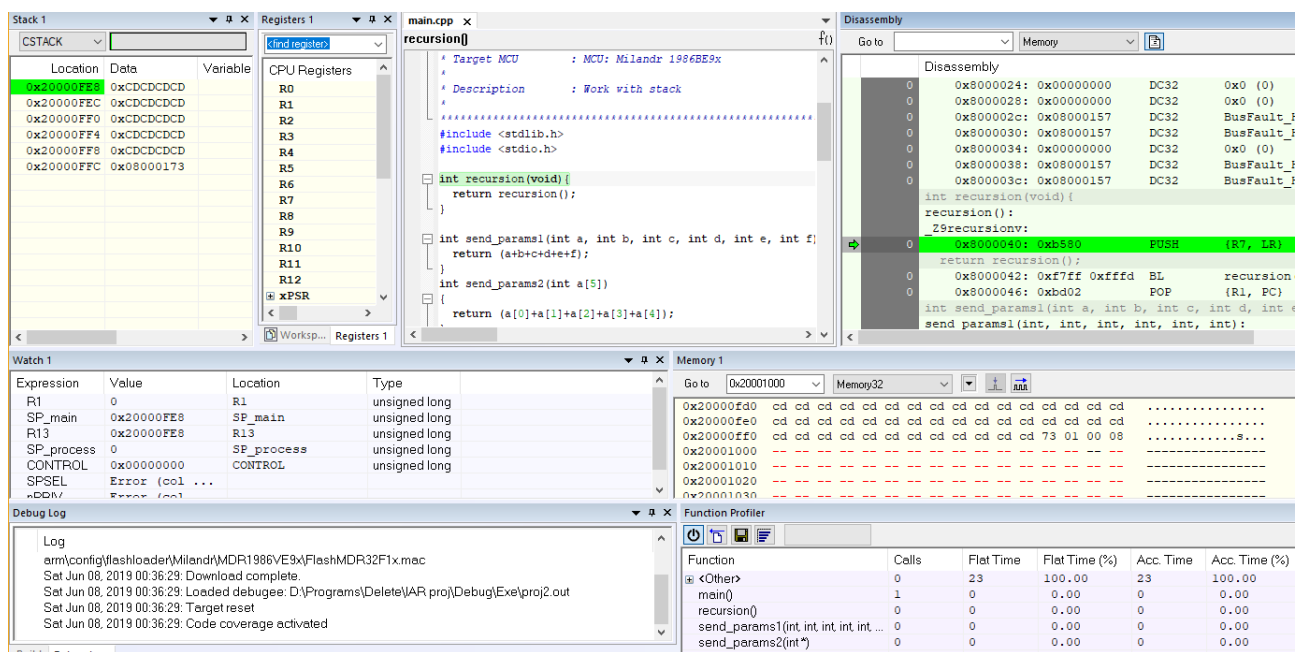 Stack 1
CSTACK
Location Data Variable
0x20000FE8 0xCDCDCDCD
0x20000FEC 0xCDCDCDCD
0x20000FF0 0xCDCDCDCD
0x20000FF4 0xCDCDCDCD
0x20000FF8 0xCDCDCDCD
0x20000FFC 0x08000173
Registers 1
<find register>
CPU Registers
R0
R1
R2
R3
R4
R5
R6
R7
R8
R9
R10
R11
R12
xPSR
Worksp... Registers 1
main.cpp
recursion() f()
* Target MCU : MCU: Milandr 1986BE9x
*
* Description : Work with stack
*
*********************************************************
#include <stdlib.h>
#include <stdio.h>
int recursion(void){
return recursion();
}
int send_params1(int a, int b, int c, int d, int e, int f)
return (a+b+c+d+e+f);
}
int send_params2(int a[5])
{
return (a[0]+a[1]+a[2]+a[3]+a[4]);
Disassembly
Go to Memory
Disassembly
0 0x8000024: 0x00000000 DC32 0x0 (0)
0 0x8000028: 0x00000000 DC32 0x0 (0)
0 0x800002c: 0x08000157 DC32 BusFault_H
0 0x8000030: 0x08000157 DC32 BusFault_H
0 0x8000034: 0x00000000 DC32 0x0 (0)
0 0x8000038: 0x08000157 DC32 BusFault_H
0 0x800003c: 0x08000157 DC32 BusFault_H
int recursion(void){
recursion():
_Z9recursionv:
0 0x8000040: 0xb580 PUSH {R7, LR}
return recursion();
0 0x8000042: 0xf7ff 0xfffd BL recursion
0 0x8000046: 0xbd02 POP {R1, PC}
int send_params1(int a, int b, int c, int d, int e
send_params1(int, int, int, int, int, int):
Watch 1
Expression Value Location Type
R1 0 R1 unsigned long
SP_main 0x20000FE8 SP_main unsigned long
R13 0x20000FE8 R13 unsigned long
SP_process 0 SP_process unsigned long
CONTROL 0x00000000 CONTROL unsigned long
SPSEL Error (col ...
nPRIV Error (col
Memory 1
Go to 0x20001000 Memory32
0x20000fd0 cd cd cd cd cd cd cd cd cd cd cd cd cd cd cd cd ................
0x20000fe0 cd cd cd cd cd cd cd cd cd cd cd cd cd cd cd cd ................
0x20000ff0 cd cd cd cd cd cd cd cd cd cd cd cd 73 01 00 08 ............s...
0x20001000 -- -- -- -- -- -- -- -- -- -- -- -- -- -- -- -- ----------------
0x20001010 -- -- -- -- -- -- -- -- -- -- -- -- -- -- -- -- ----------------
0x20001020 -- -- -- -- -- -- -- -- -- -- -- -- -- -- -- -- ----------------
0x20001030 -- -- -- -- -- -- -- -- -- -- -- -- -- -- -- -- ----------------
Debug Log
Log
arm\config\flashloader\Milandr\MDR1986VE9x\FlashMDR32F1x.mac
Sat Jun 08, 2019 00:36:29: Download complete.
Sat Jun 08, 2019 00:36:29: Loaded debugee: D:\Programs\Delete\IAR proj\Debug\Exe\proj2.out
Sat Jun 08, 2019 00:36:29: Target reset
Sat Jun 08, 2019 00:36:29: Code coverage activated
Function Profiler
Function Calls Flat Time Flat Time (%) Acc. Time Acc. Time (%)
<Other> 0 23 100.00 23 100.00
main() 1 0 0.00 0 0.00
recursion() 0 0 0.00 0 0.00
send_params1(int, int, int, int, int, ... 0 0 0.00 0 0.00
send_params2(int*) 0 0 0.00 0 0.00